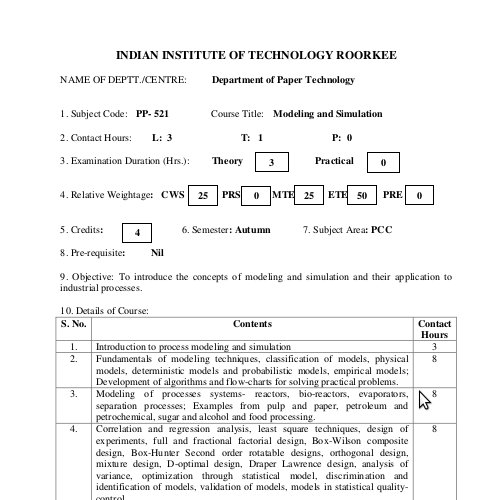 INDIAN INSTITUTE OF TECHNOLOGY ROORKEE
NAME OF DEPTT./CENTRE: Department of Paper Technology
1. Subject Code: PP- 521 Course Title: Modeling and Simulation
2. Contact Hours: L: 3 T: 1 P: 0
3. Examination Duration (Hrs.): Theory 3 Practical 0
4. Relative Weightage: CWS 25 PRS 0 MTE 25 ETE 50 PRE 0
5. Credits: 4 6. Semester: Autumn 7. Subject Area: PCC
8. Pre-requisite: Nil
9. Objective: To introduce the concepts of modeling and simulation and their application to
industrial processes.
10. Details of Course:
S. No. Contents Contact
Hours
1. Introduction to process modeling and simulation 3
2. Fundamentals of modeling techniques, classification of models, physical 8
models, deterministic models and probabilistic models, empirical models;
Development of algorithms and flow-charts for solving practical problems.
3. Modeling of processes systems- reactors, bio-reactors, evaporators, 8
separation processes; Examples from pulp and paper, petroleum and
petrochemical, sugar and alcohol and food processing.
4. Correlation and regression analysis, least square techniques, design of 8
experiments, full and fractional factorial design, Box-Wilson composite
design, Box-Hunter Second order rotatable designs, orthogonal design,
mixture design, D-optimal design, Draper Lawrence design, analysis of
variance, optimization through statistical model, discrimination and
identification of models, validation of models, models in statistical quality-
control